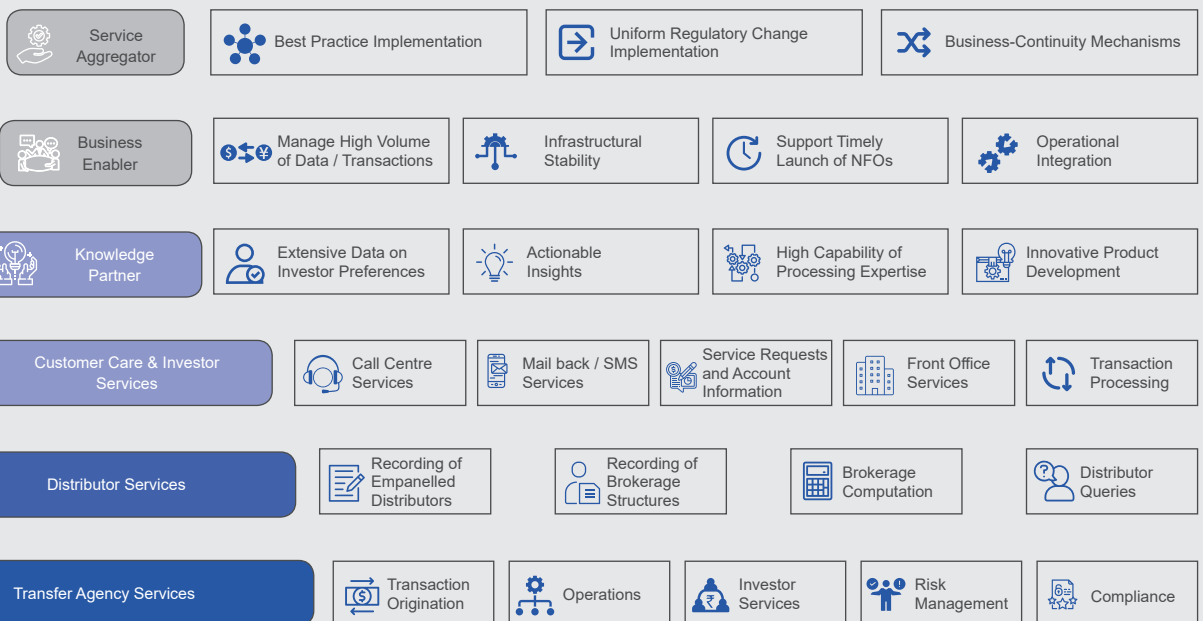 Service
Aggregator
Best Practice Implementation
Uniform Regulatory Change
Implementation
Business-Continuity Mechanisms
Business
Enabler
$ ¥
Manage High Volume
of Data / Transactions
Infrastructural
Stability
Support Timely
Launch of NFOs
Operational
Integration
Knowledge
Partner
Extensive Data on
Investor Preferences
Actionable
Insights
High Capability of
Processing Expertise
Innovative Product
Development
Customer Care & Investor
Services
Call Centre
Services
Mail back / SMS
Services
Service Requests
and Account
Information
Front Office
Services
Transaction
Processing
Distributor Services
Recording of
Empanelled
Distributors
Recording of
Brokerage
Structures
Brokerage
Computation
?
Distributor
Queries
Transfer Agency Services
$
Transaction
Origination
Operations
₹
Investor
Services
Risk
Management
Compliance